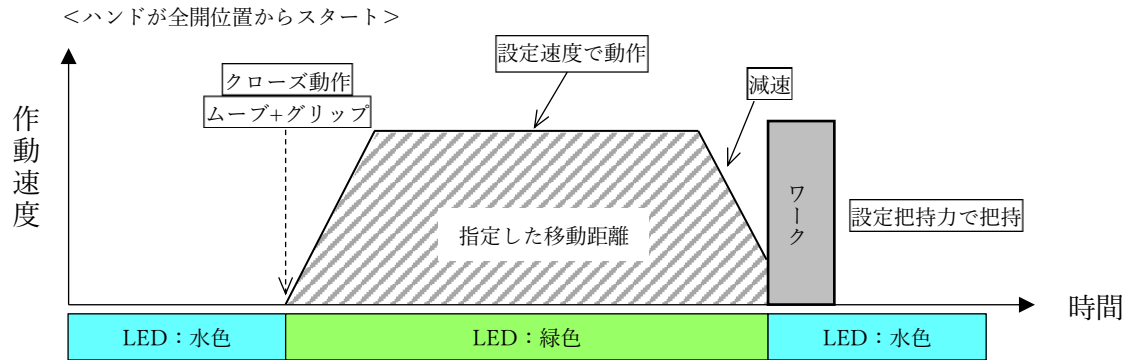 ＜ハンドが全開位置からスタート＞
設定速度で動作
クローズ動作
ムーブ+グリップ
減速
作動速度
ワーク
設定把持力で把持
指定した移動距離
時間
LED：水色
LED：緑色
LED：水色